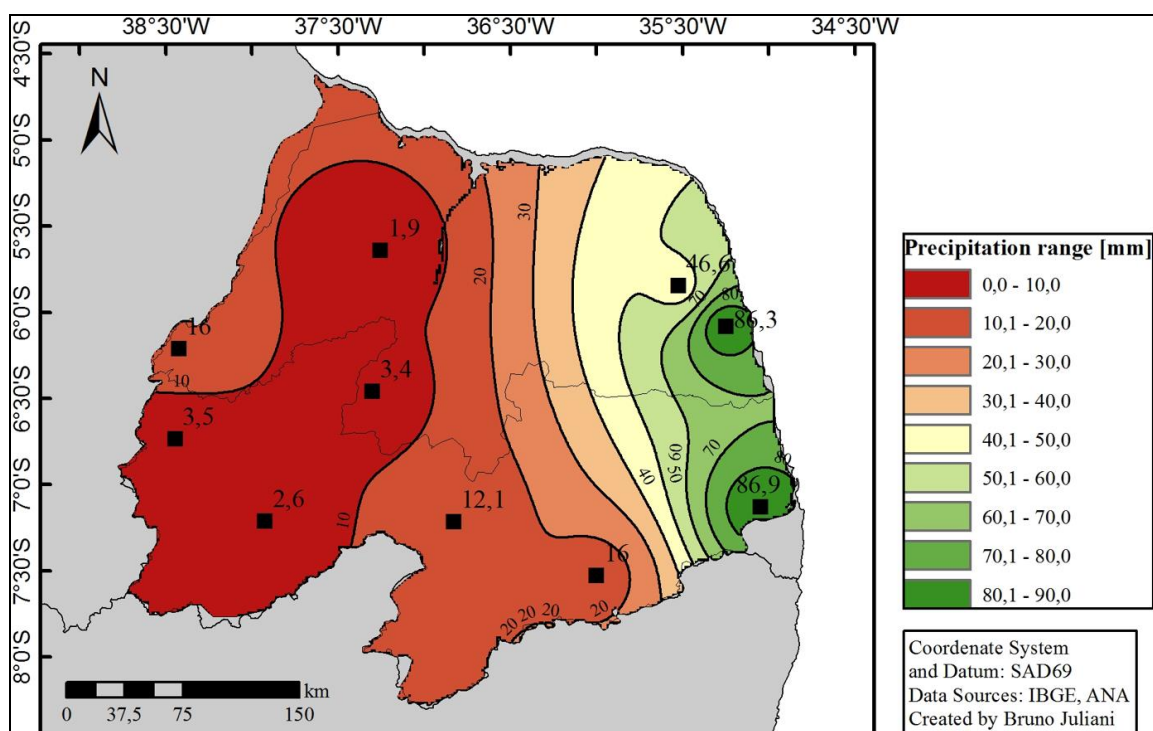 38°30'W 37°30'W 36°30'W 35°30'W 34°30'W
4°30'S
5°0'S
5°30'S
6°0'S
6°30'S
7°0'S
7°30'S
8°0'S
N
1,9
30
20
46,6
70
80
86,3
16
10
3,4
3,5
70
80
60 50
40
86,9
2,6
10
12,1
16
20 20 20 20
km
0 37,5 75 150
Precipitation range [mm]
0,0 - 10,0
10,1 - 20,0
20,1 - 30,0
30,1 - 40,0
40,1 - 50,0
50,1 - 60,0
60,1 - 70,0
70,1 - 80,0
80,1 - 90,0
Coordenate System
and Datum: SAD69
Data Sources: IBGE, ANA
Created by Bruno Juliani